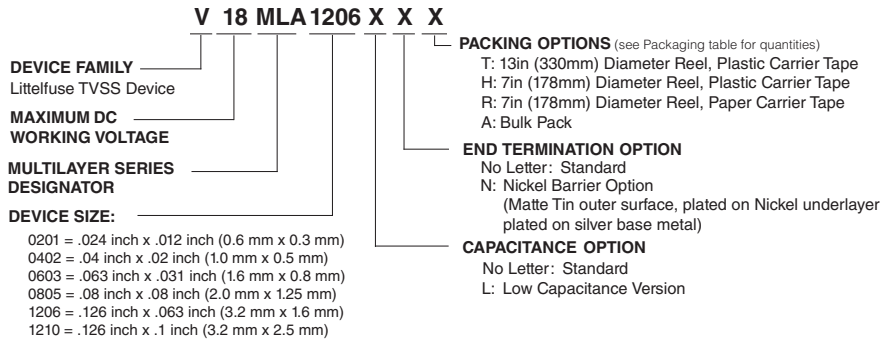 V 18 MLA 1206 X X X
DEVICE FAMILY
Littelfuse TVSS Device
MAXIMUM DC
WORKING VOLTAGE
MULTILAYER SERIES
DESIGNATOR
DEVICE SIZE:
0201 = .024 inch x .012 inch (0.6 mm x 0.3 mm)
0402 = .04 inch x .02 inch (1.0 mm x 0.5 mm)
0603 = .063 inch x .031 inch (1.6 mm x 0.8 mm)
0805 = .08 inch x .08 inch (2.0 mm x 1.25 mm)
1206 = .126 inch x .063 inch (3.2 mm x 1.6 mm)
1210 = .126 inch x .1 inch (3.2 mm x 2.5 mm)
PACKING OPTIONS (see Packaging table for quantities)
T: 13in (330mm) Diameter Reel, Plastic Carrier Tape
H: 7in (178mm) Diameter Reel, Plastic Carrier Tape
R: 7in (178mm) Diameter Reel, Paper Carrier Tape
A: Bulk Pack
END TERMINATION OPTION
No Letter: Standard
N: Nickel Barrier Option
(Matte Tin outer surface, plated on Nickel underlayer
plated on silver base metal)
CAPACITANCE OPTION
No Letter: Standard
L: Low Capacitance Version